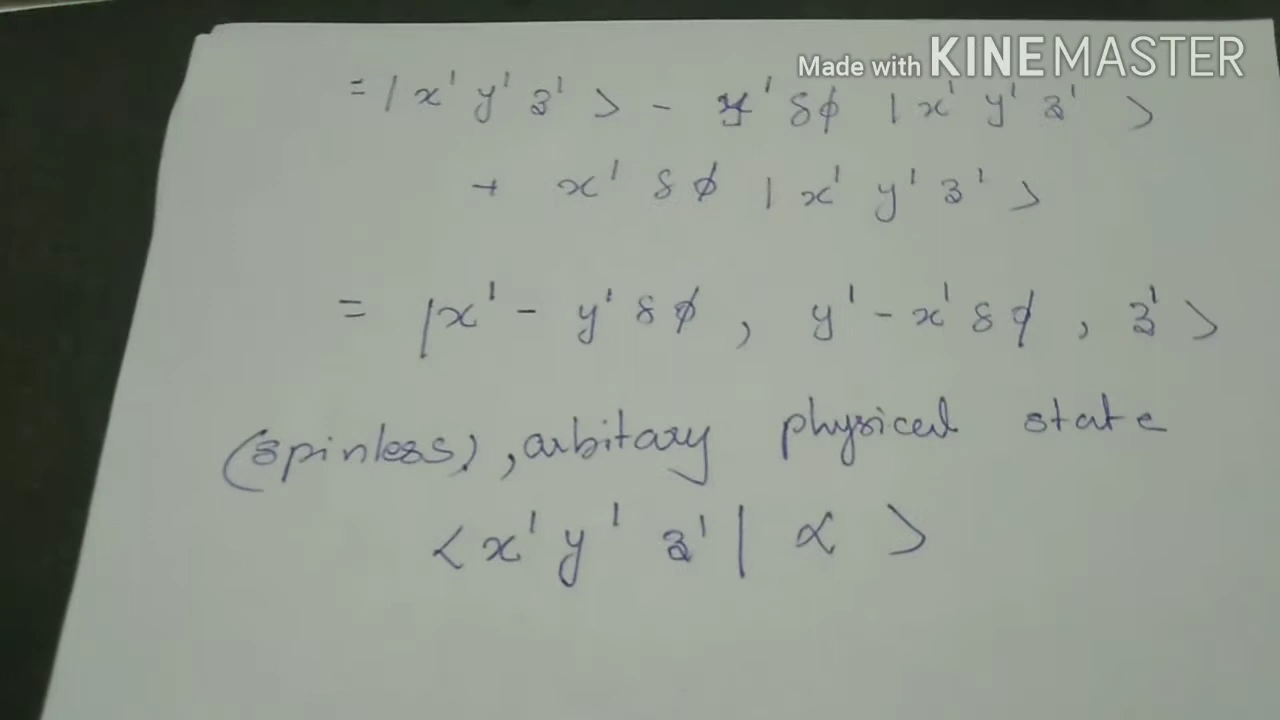 Made with KINEMASTER
= | x' y' z' > - y' δϕ | x' y' z' >
+ x' δϕ | x' y' z' >
= | x' - y' δϕ , y' - x' δϕ , z' >
(spinless) , arbitary physical state
< x' y' z' | α >